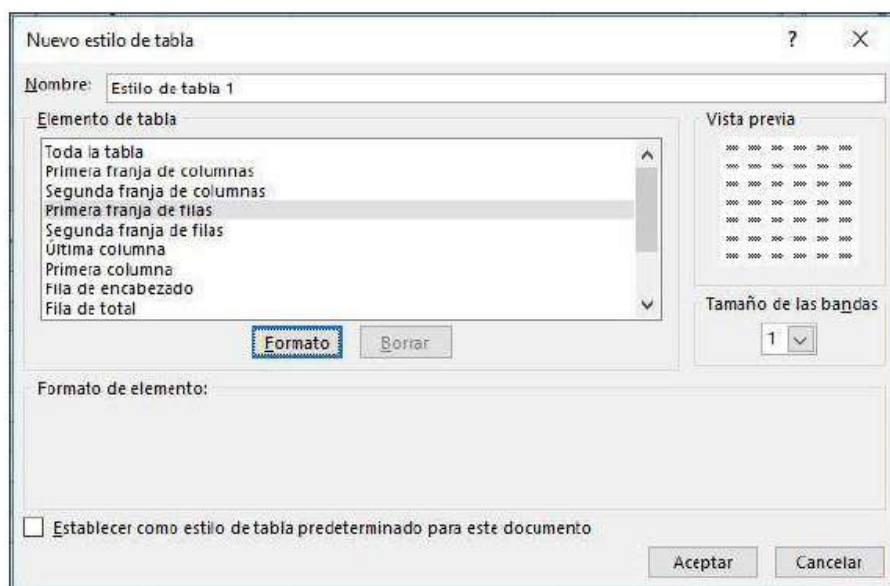 Nuevo estilo de tabla
Nombre: Estilo de tabla 1
Elemento de tabla
Toda la tabla
Primera franja de columnas
Segunda franja de columnas
Primera franja de filas
Segunda franja de filas
Última columna
Primera columna
Fila de encabezado
Fila de total
Formato
Borrar
Vista previa
Tamaño de las bandas
1
Formato de elemento:
Establecer como estilo de tabla predeterminado para este documento
Aceptar
Cancelar